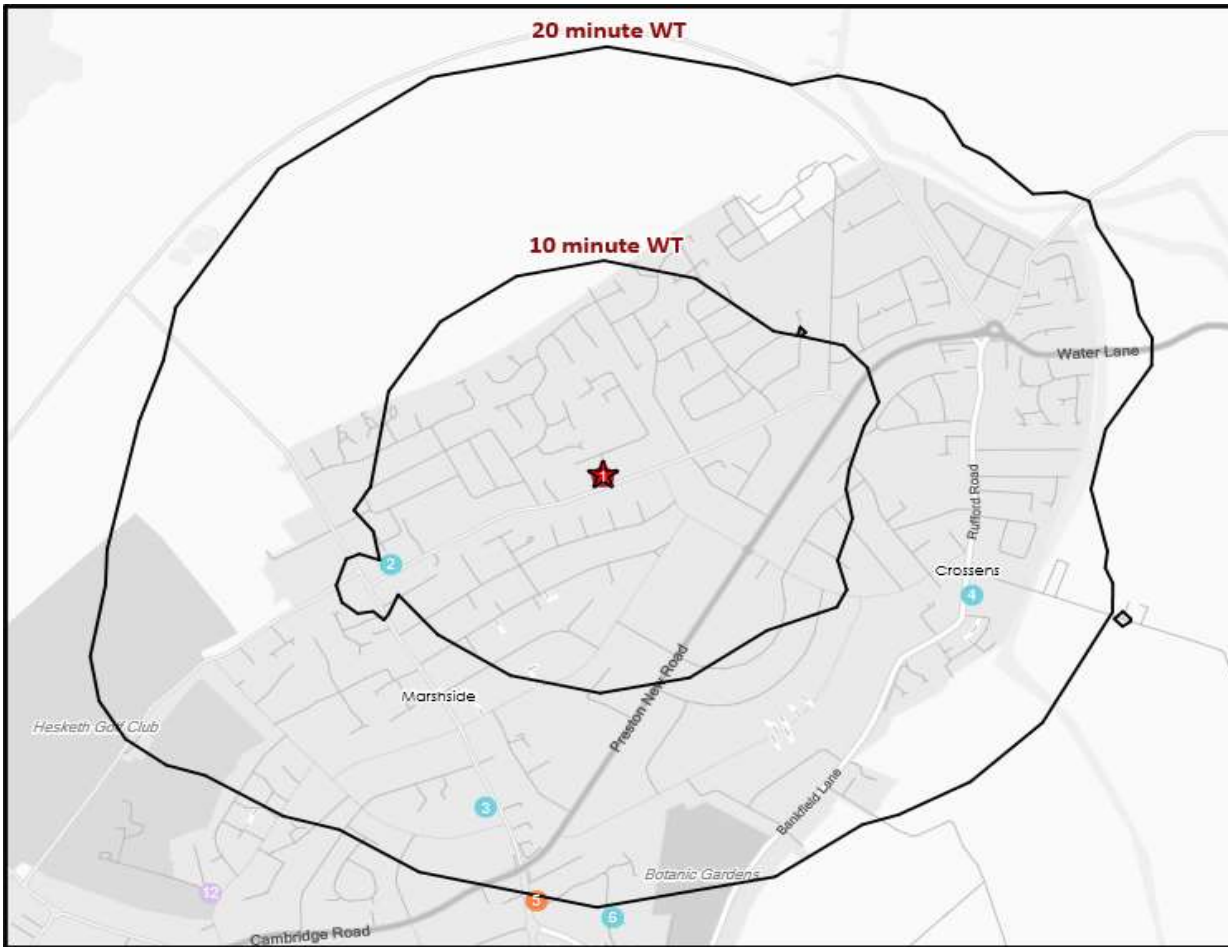 20 minute WT
10 minute WT
Water Lane
1
Rufford Road
2
Crossens
4
Marshside
Preston New Road
Hesketh Golf Club
3
Bankfield Lane
Botanic Gardens
12
5
6
Cambridge Road